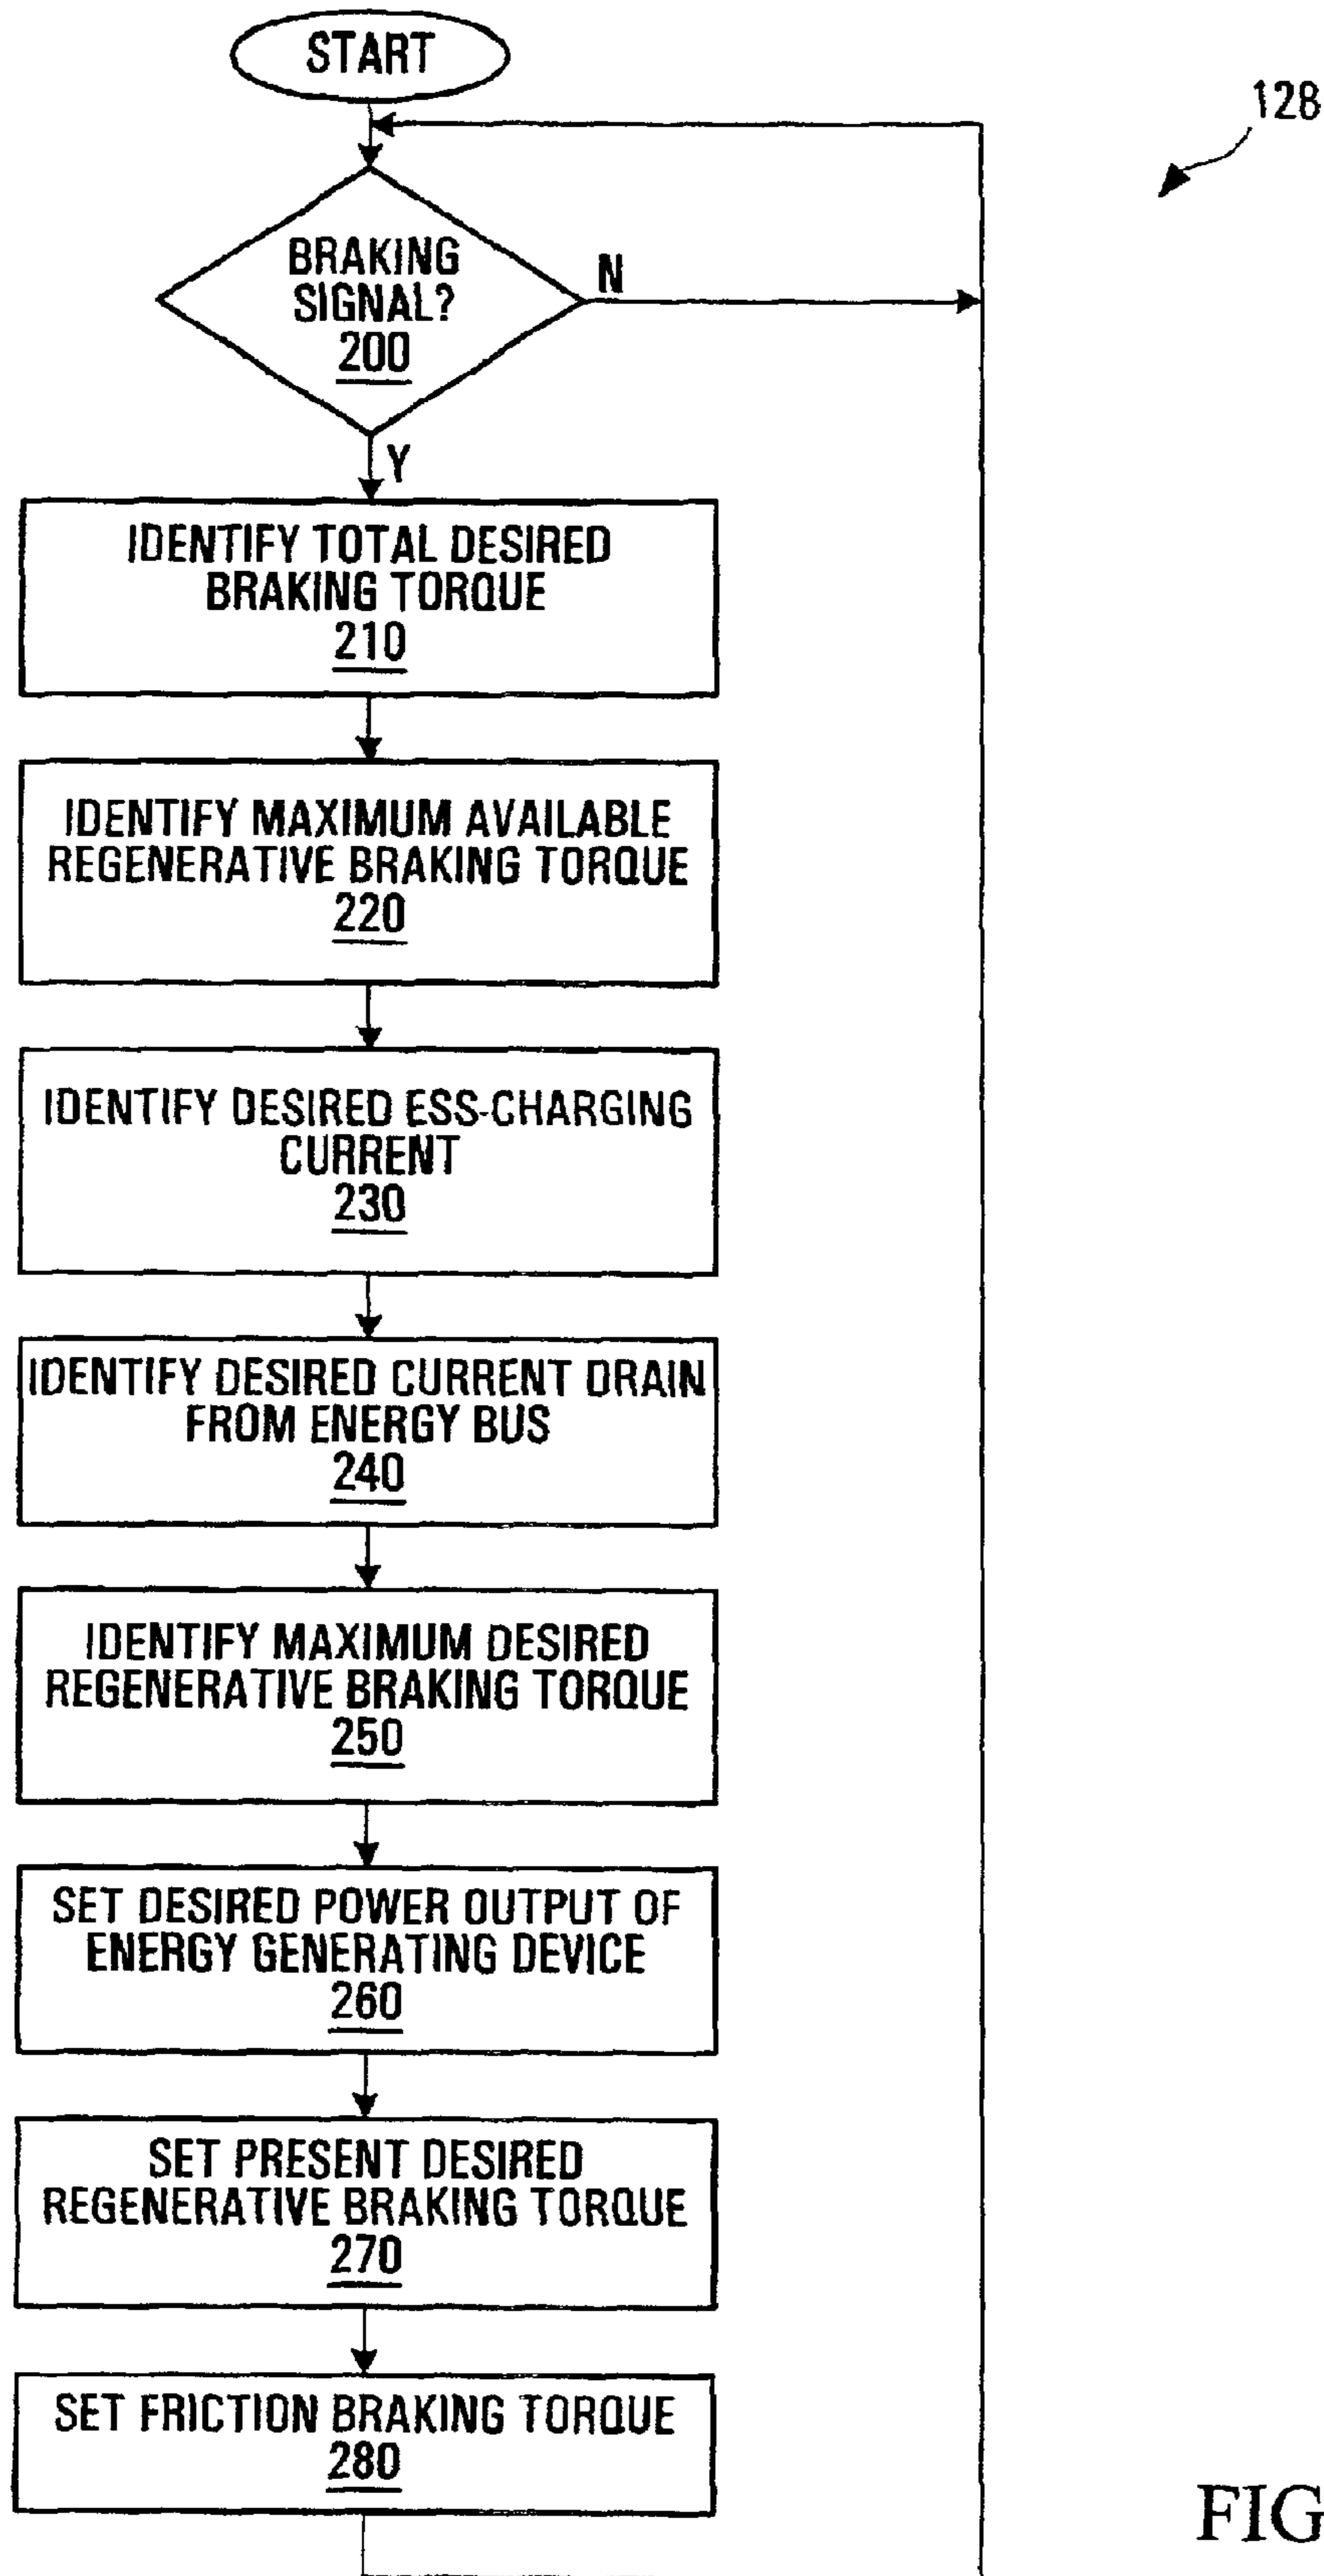 START
128
BRAKING
SIGNAL?
200
N
Y
IDENTIFY TOTAL DESIRED
BRAKING TORQUE
210
IDENTIFY MAXIMUM AVAILABLE
REGENERATIVE BRAKING TORQUE
220
IDENTIFY DESIRED ESS-CHARGING
CURRENT
230
IDENTIFY DESIRED CURRENT DRAIN
FROM ENERGY BUS
240
IDENTIFY MAXIMUM DESIRED
REGENERATIVE BRAKING TORQUE
250
SET DESIRED POWER OUTPUT OF
ENERGY GENERATING DEVICE
260
SET PRESENT DESIRED
REGENERATIVE BRAKING TORQUE
270
SET FRICTION BRAKING TORQUE
280
FIG